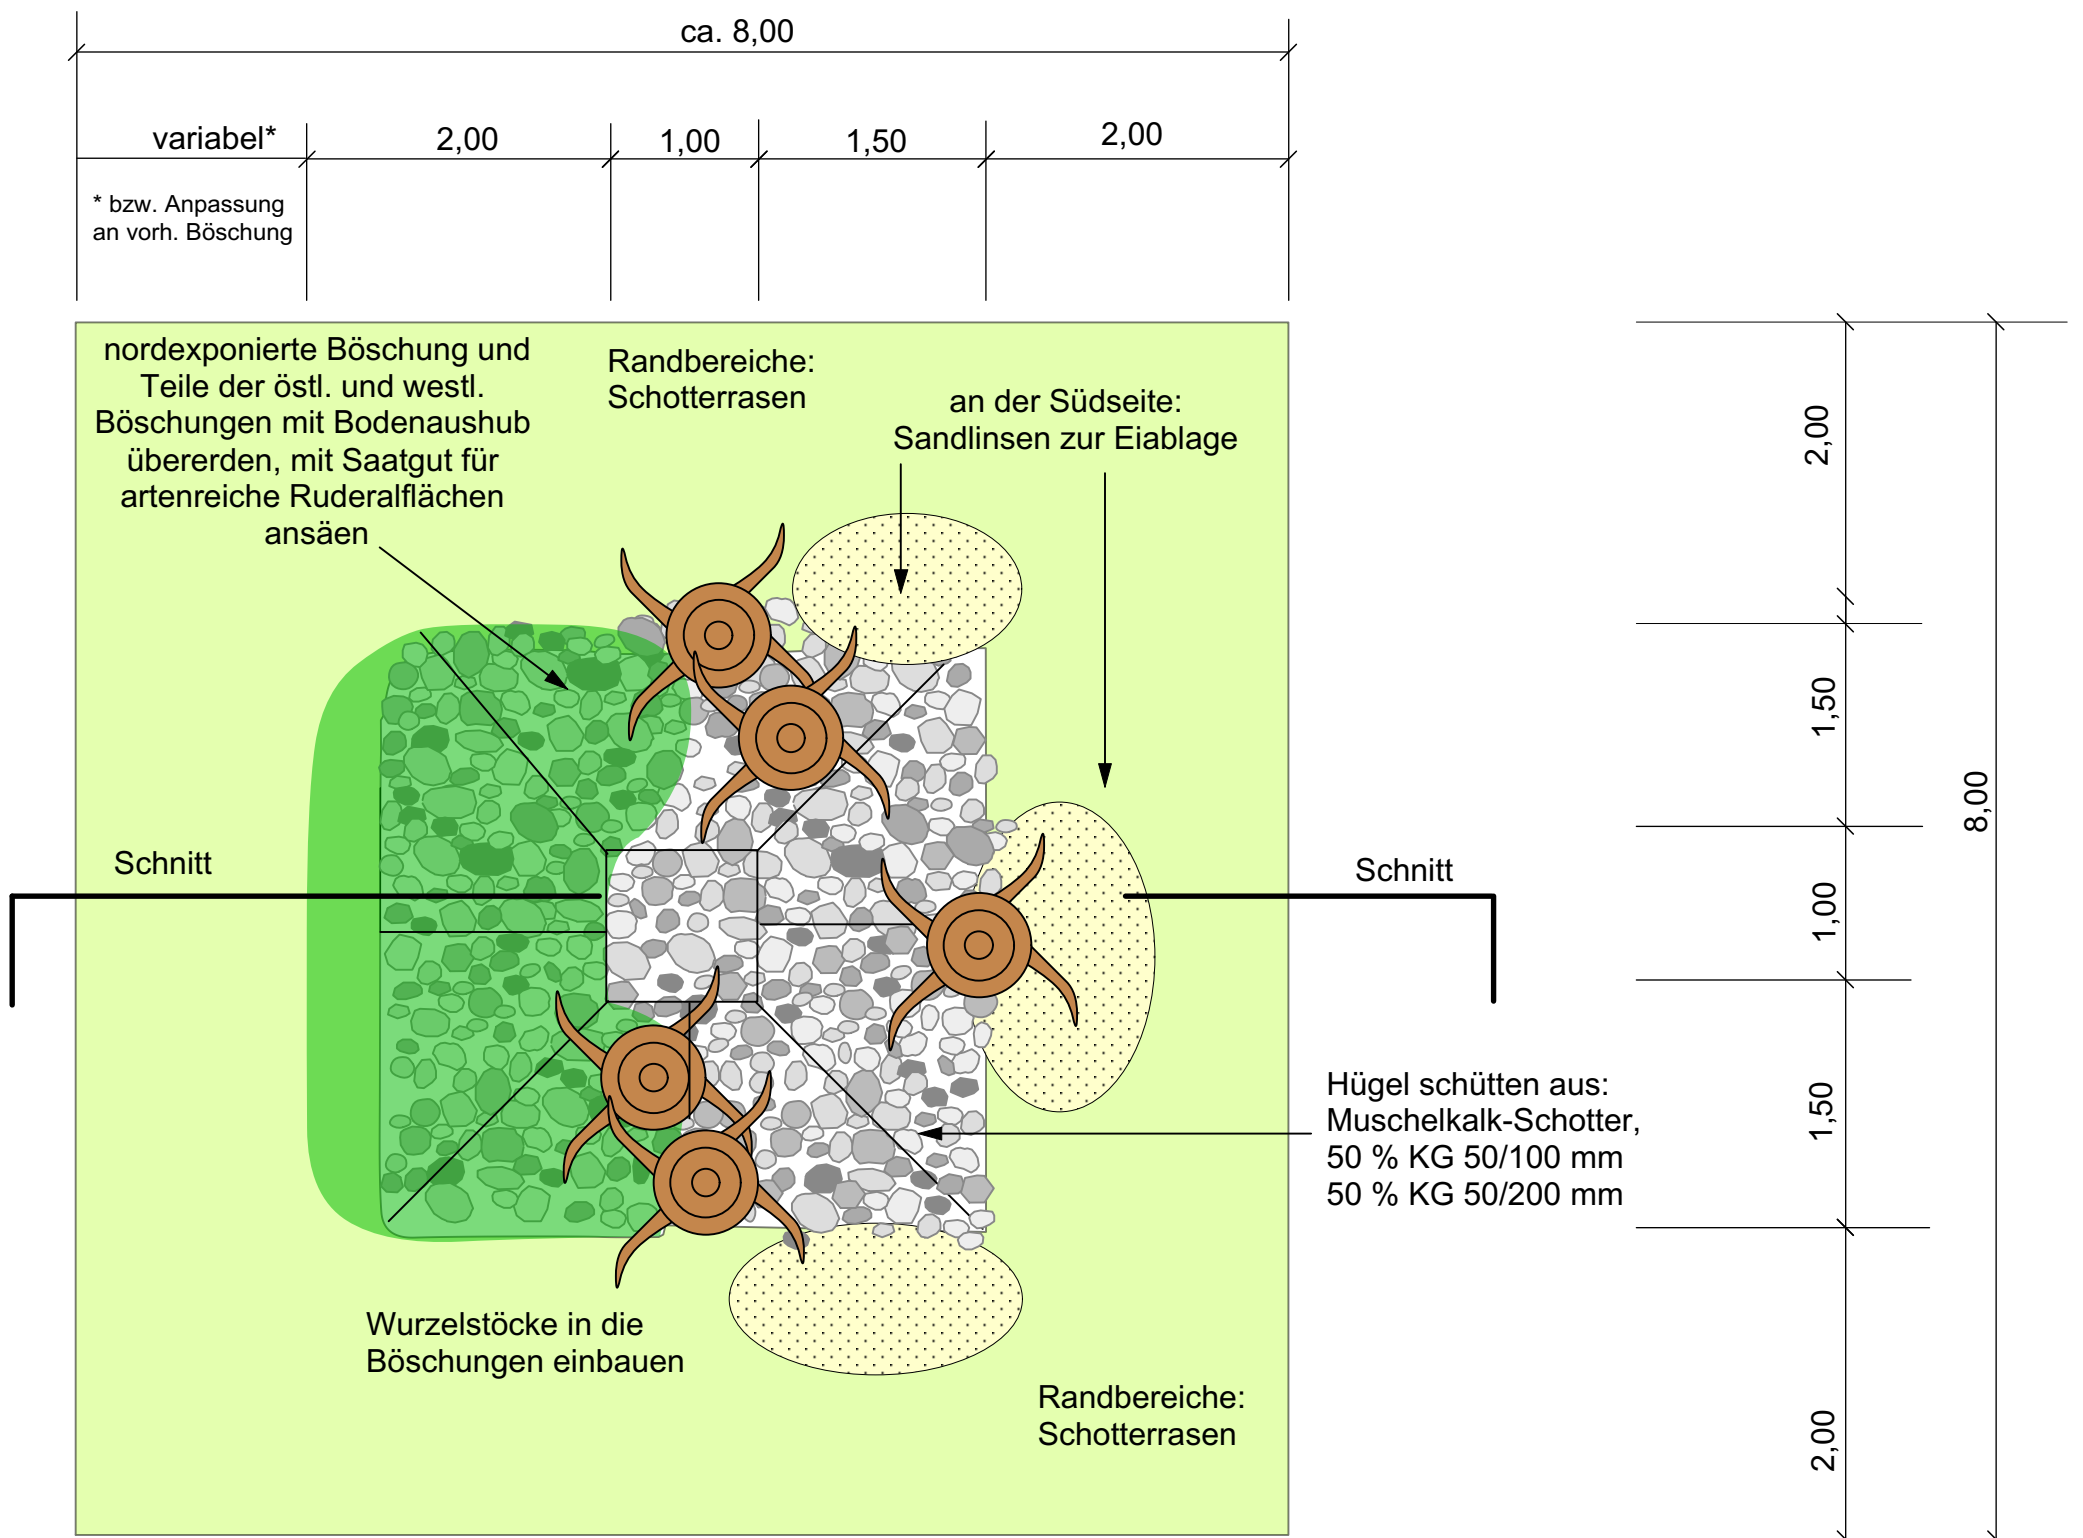 ca. 8,00
variabel*
2,00
1,00
1,50
2,00
* bzw. Anpassung
an vorh. Böschung
nordexponierte Böschung und
Teile der östl. und westl.
Böschungen mit Bodenaushub
übererden, mit Saatgut für
artenreiche Ruderalflächen
ansäen
Randbereiche:
Schotterrasen
an der Südseite:
Sandlinsen zur Eiablage
2,00
1,50
8,00
Schnitt
Schnitt
1,00
Hügel schütten aus:
Muschelkalk-Schotter,
50 % KG 50/100 mm
50 % KG 50/200 mm
1,50
Wurzelstöcke in die
Böschungen einbauen
Randbereiche:
Schotterrasen
2,00